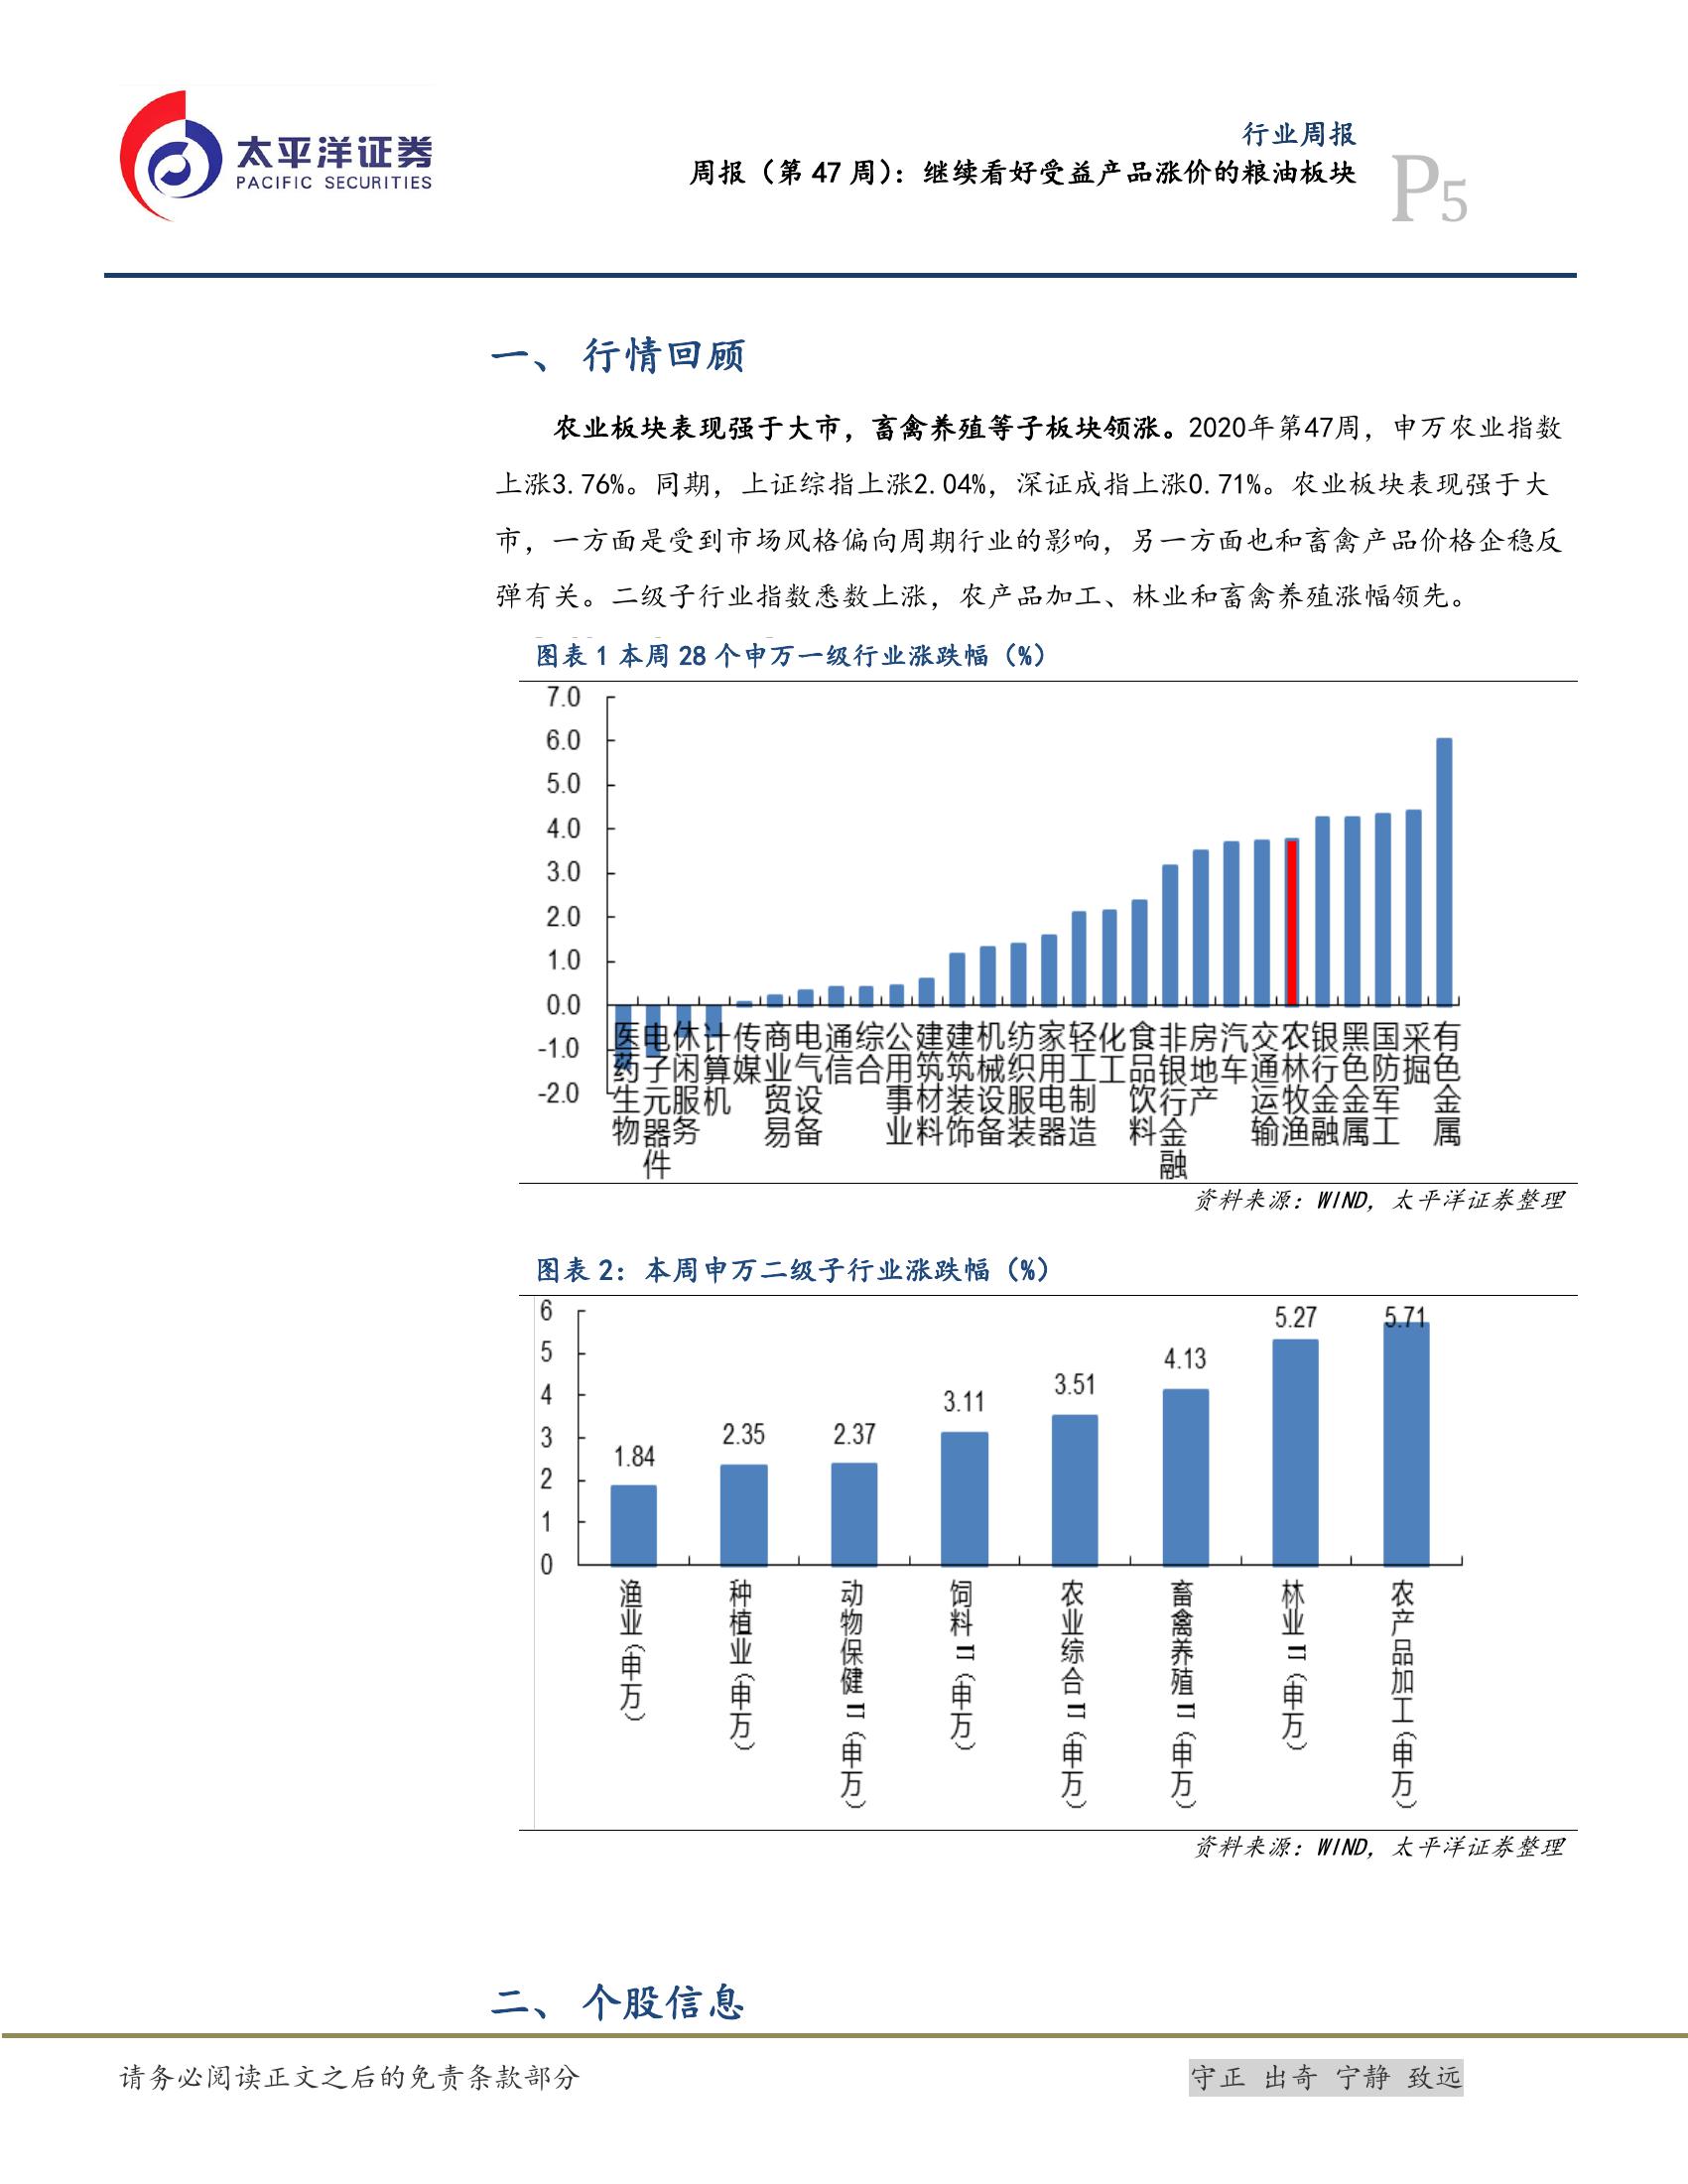 太平洋证券
PACIFIC SECURITIES
行业周报
周报（第 47 周）：继续看好受益产品涨价的粮油板块
P5
一、 行情回顾
农业板块表现强于大市，畜禽养殖等子板块领涨。2020年第47周，申万农业指数
上涨3.76%。同期，上证综指上涨2.04%，深证成指上涨0.71%。农业板块表现强于大
市，一方面是受到市场风格偏向周期行业的影响，另一方面也和畜禽产品价格企稳反
弹有关。二级子行业指数悉数上涨，农产品加工、林业和畜禽养殖涨幅领先。
图表 1 本周 28 个申万一级行业涨跌幅（%）
7.0
6.0
5.0
4.0
3.0
2.0
1.0
0.0
-1.0
-2.0
医药生物
电子元器件
休闲服务
计算机
传媒
商业贸易
电气设备
通信
综合
公用事业
建筑材料
建筑装饰
机械设备
纺织服装
家用电器
轻工制造
化工
食品饮料
非银行金融
房地产
汽车
交通运输
农林牧渔
银行金融
黑色金属
国防军工
采掘
有色金属
资料来源：WIND，太平洋证券整理
图表 2：本周申万二级子行业涨跌幅（%）
6
5
4
3
2
1
0
1.84
2.35
2.37
3.11
3.51
4.13
5.27
5.71
渔业（申万）
种植业（申万）
动物保健Ⅱ（申万）
饲料Ⅱ（申万）
农业综合Ⅱ（申万）
畜禽养殖Ⅱ（申万）
林业Ⅱ（申万）
农产品加工（申万）
资料来源：WIND，太平洋证券整理
二、 个股信息
请务必阅读正文之后的免责条款部分
守正 出奇 宁静 致远